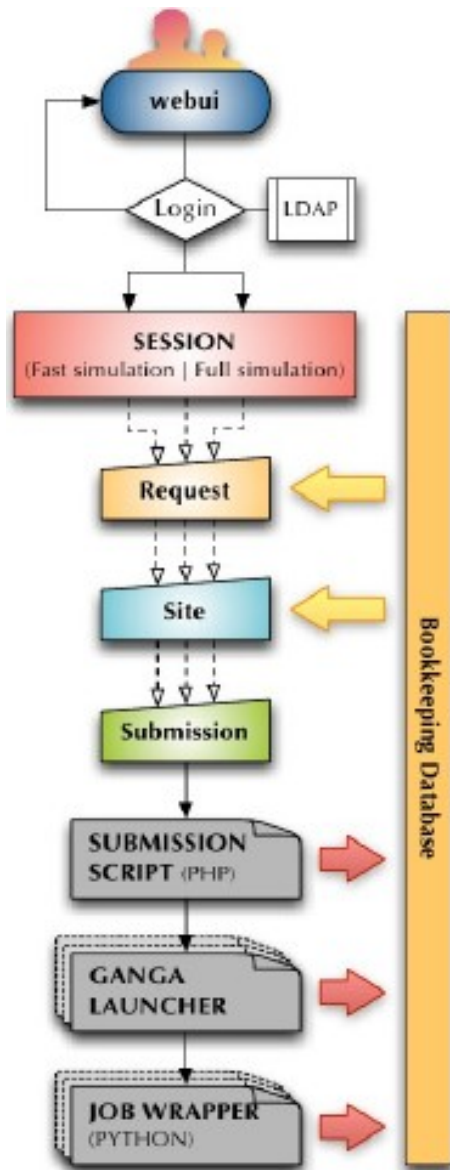 webui
Login
LDAP
SESSION
(Fast simulation | Full simulation)
Request
Site
Submission
SUBMISSION
SCRIPT (PHP)
GANGA
LAUNCHER
JOB WRAPPER
(PYTHON)
Bookkeeping Database